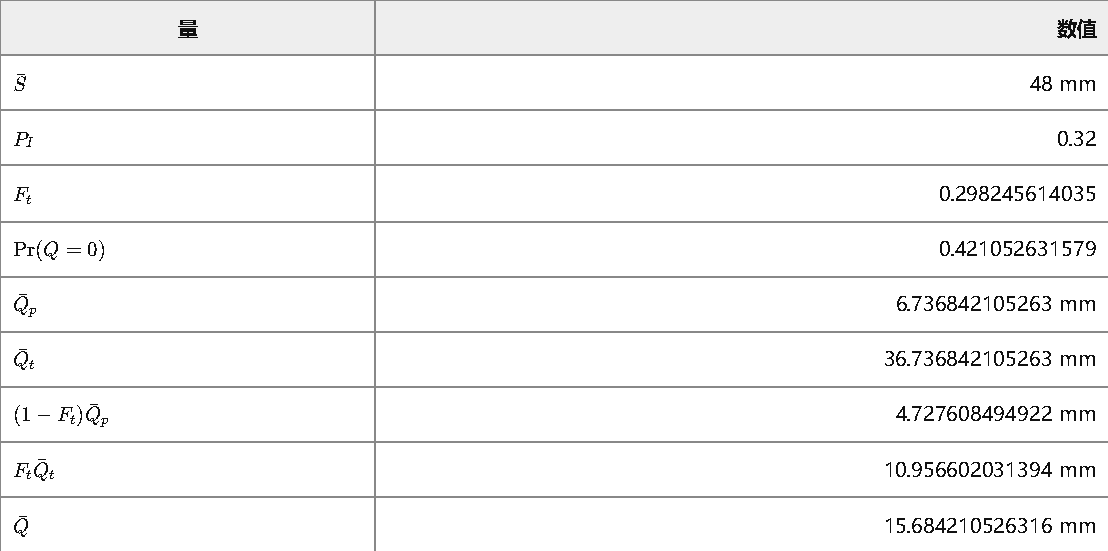 量 数值
S̄ 48 mm
P_I 0.32
F_t 0.298245614035
Pr(Q = 0) 0.421052631579
Q̄_p 6.736842105263 mm
Q̄_t 36.736842105263 mm
(1 − F_t)Q̄_p 4.727608494922 mm
F_tQ̄_t 10.956602031394 mm
Q̄ 15.684210526316 mm